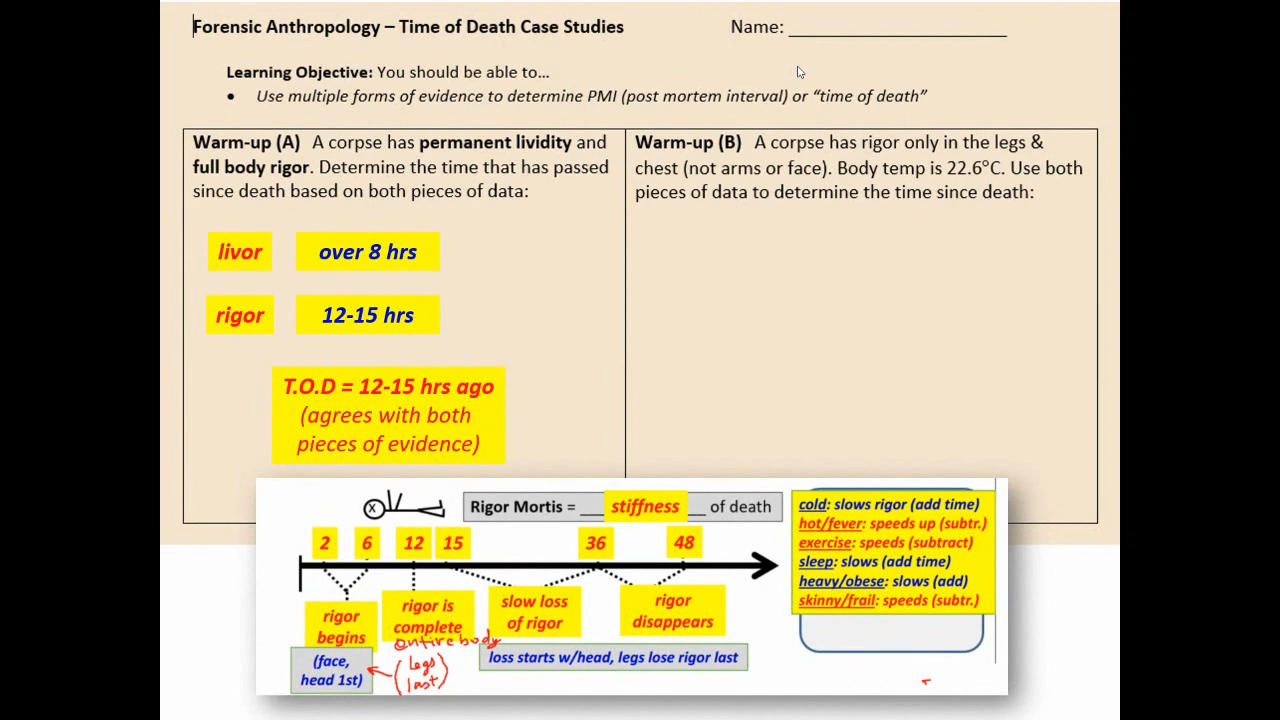 Forensic Anthropology – Time of Death Case Studies Name: ________________________
Learning Objective: You should be able to…
• Use multiple forms of evidence to determine PMI (post mortem interval) or “time of death”
Warm-up (A) A corpse has permanent lividity and
full body rigor. Determine the time that has passed
since death based on both pieces of data:
livor over 8 hrs
rigor 12-15 hrs
T.O.D = 12-15 hrs ago
(agrees with both
pieces of evidence)
Warm-up (B) A corpse has rigor only in the legs &
chest (not arms or face). Body temp is 22.6°C. Use both
pieces of data to determine the time since death:
X
Rigor Mortis = ___ stiffness __ of death
2 6 12 15 36 48
rigor
begins
(face,
head 1st)
rigor is
complete
entire body
(legs
last)
slow loss
of rigor
rigor
disappears
loss starts w/head, legs lose rigor last
cold: slows rigor (add time)
hot/fever: speeds up (subtr.)
exercise: speeds (subtract)
sleep: slows (add time)
heavy/obese: slows (add)
skinny/frail: speeds (subtr.)